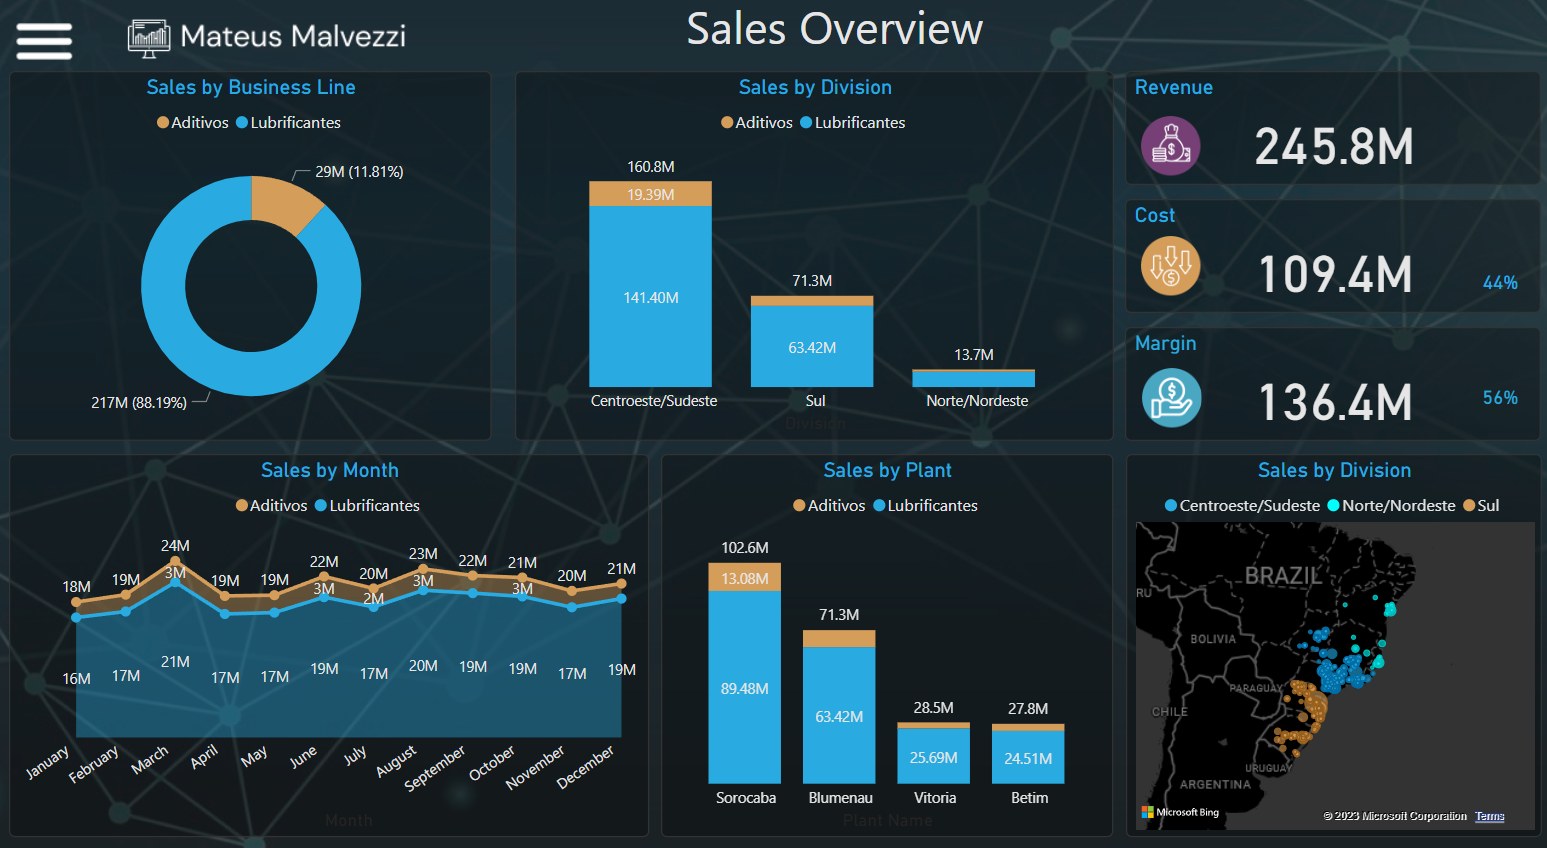 Mateus Malvezzi
Sales Overview
Sales by Business Line
Aditivos Lubrificantes
29M (11.81%)
217M (88.19%)
Sales by Division
Aditivos Lubrificantes
160.8M
19.39M
141.40M
71.3M
63.42M
13.7M
Centroeste/Sudeste Sul Norte/Nordeste
Division
Revenue
245.8M
Cost
109.4M
44%
Margin
136.4M
56%
Sales by Month
Aditivos Lubrificantes
18M 19M 24M 19M 19M 22M 20M 23M 22M 21M 20M 21M
3M 3M 2M 3M 3M
16M 17M 21M 17M 17M 19M 17M 20M 19M 19M 17M 19M
January February March April May June July August September October November December
Month
Sales by Plant
Aditivos Lubrificantes
102.6M
13.08M
89.48M
71.3M
63.42M
28.5M
25.69M
27.8M
24.51M
Sorocaba Blumenau Vitoria Betim
Plant Name
Sales by Division
Centroeste/Sudeste Norte/Nordeste Sul
BRAZIL
RU
BOLIVIA
PARAGUAY
CHILE
URUGUAY
ARGENTINA
Microsoft Bing
© 2023 Microsoft Corporation Terms